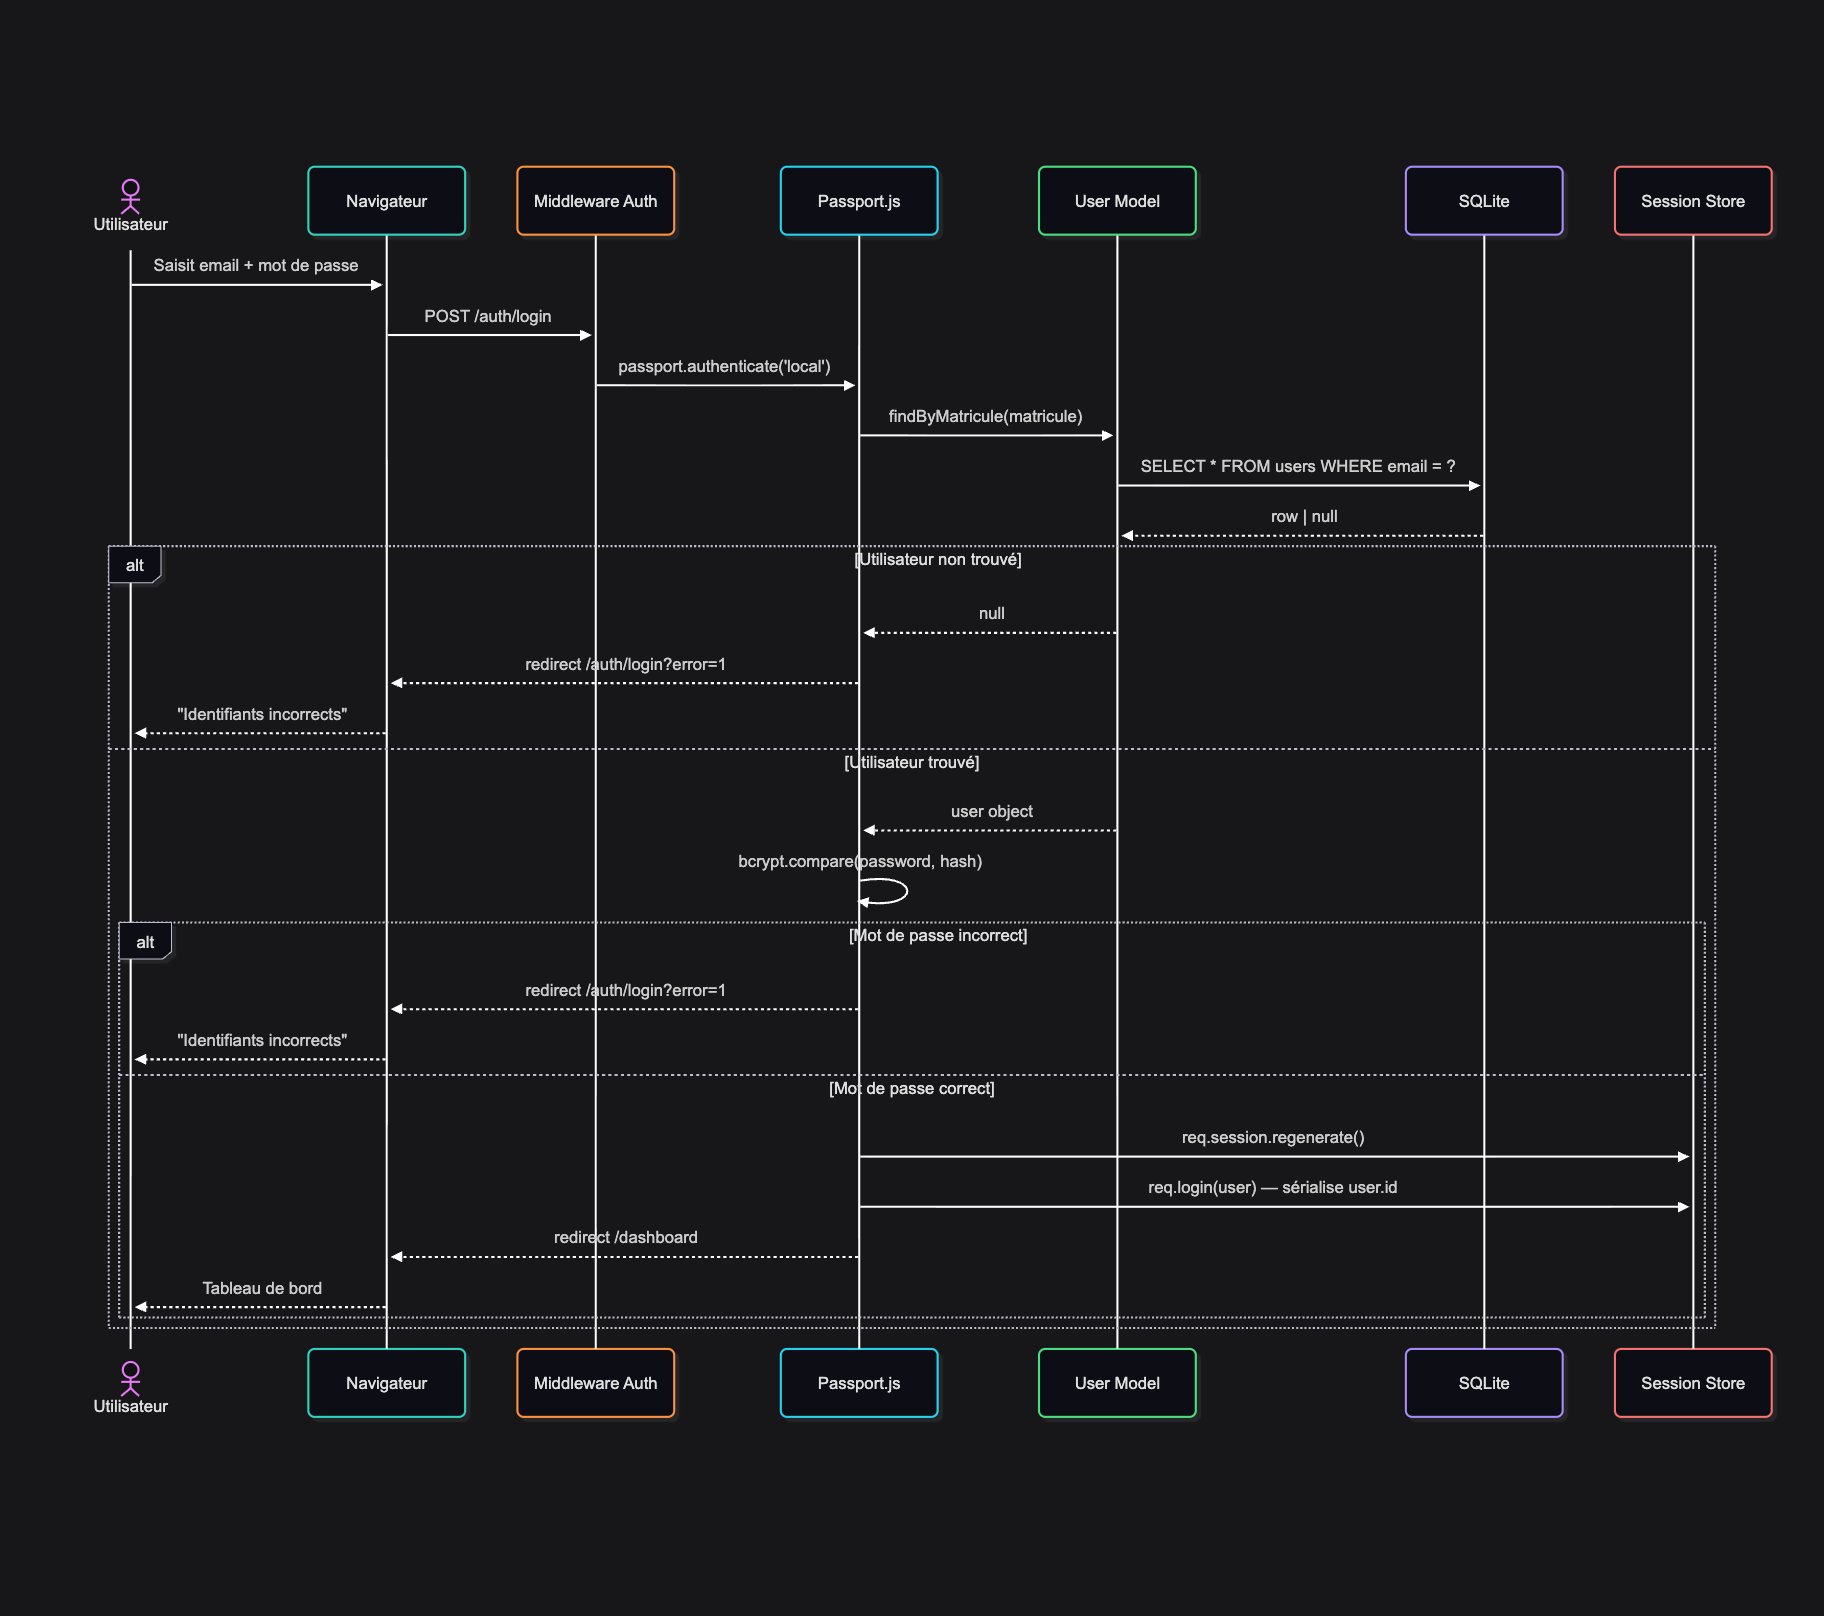 Utilisateur
Navigateur
Middleware Auth
Passport.js
User Model
SQLite
Session Store
Saisit email + mot de passe
POST /auth/login
passport.authenticate('local')
findByMatricule(matricule)
SELECT * FROM users WHERE email = ?
row | null
alt
[Utilisateur non trouvé]
null
redirect /auth/login?error=1
"Identifiants incorrects"
[Utilisateur trouvé]
user object
bcrypt.compare(password, hash)
alt
[Mot de passe incorrect]
redirect /auth/login?error=1
"Identifiants incorrects"
[Mot de passe correct]
req.session.regenerate()
req.login(user) — sérialise user.id
redirect /dashboard
Tableau de bord
Utilisateur
Navigateur
Middleware Auth
Passport.js
User Model
SQLite
Session Store